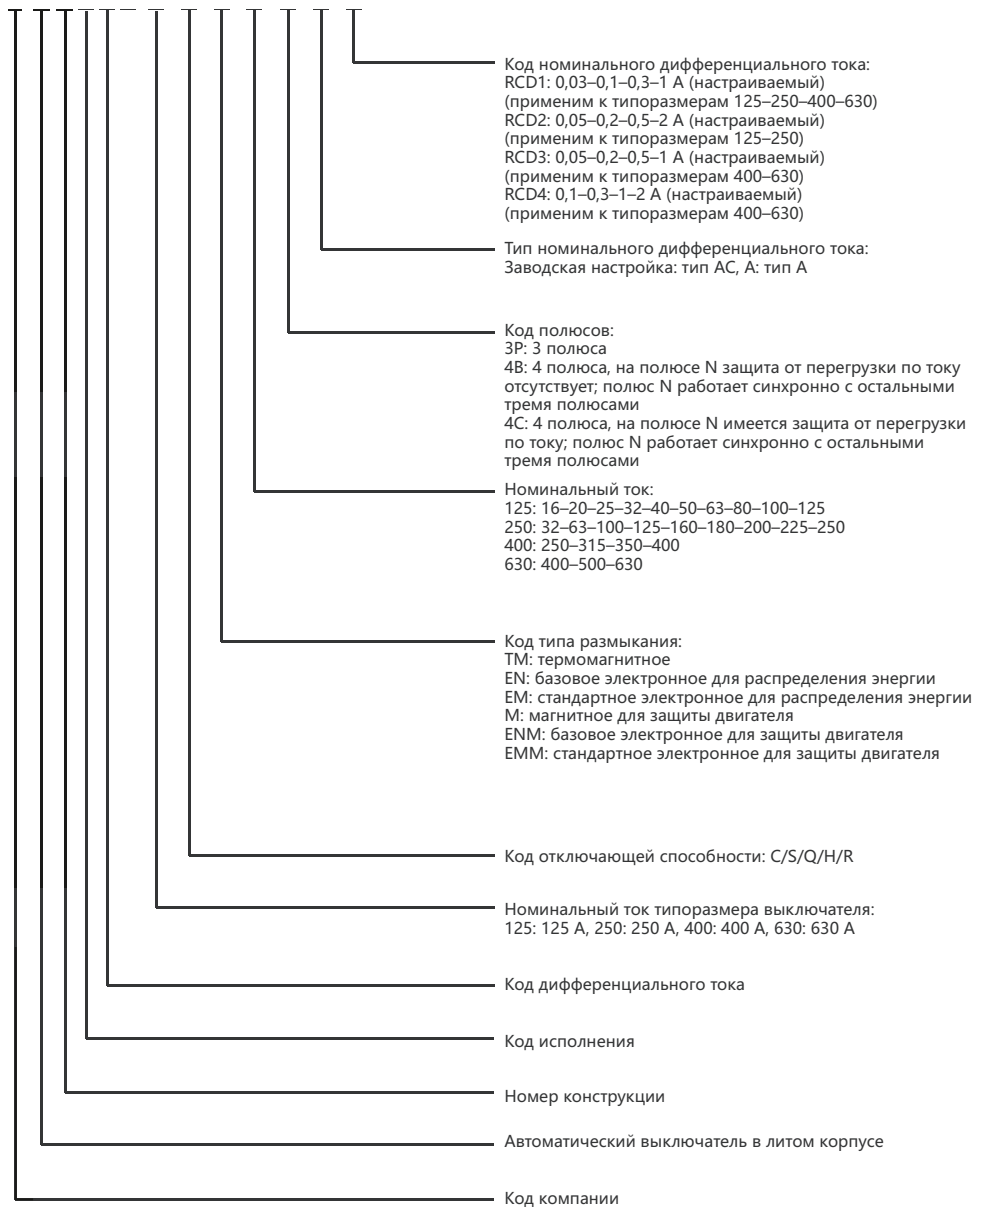 Код номинального дифференциального тока:
RCD1: 0,03–0,1–0,3–1 А (настраиваемый)
(применим к типоразмерам 125–250–400–630)
RCD2: 0,05–0,2–0,5–2 А (настраиваемый)
(применим к типоразмерам 125–250)
RCD3: 0,05–0,2–0,5–1 А (настраиваемый)
(применим к типоразмерам 400–630)
RCD4: 0,1–0,3–1–2 А (настраиваемый)
(применим к типоразмерам 400–630)
Тип номинального дифференциального тока:
Заводская настройка: тип AC, A: тип A
Код полюсов:
3P: 3 полюса
4B: 4 полюса, на полюсе N защита от перегрузки по току
отсутствует; полюс N работает синхронно с остальными
тремя полюсами
4C: 4 полюса, на полюсе N имеется защита от перегрузки
по току; полюс N работает синхронно с остальными
тремя полюсами
Номинальный ток:
125: 16–20–25–32–40–50–63–80–100–125
250: 32–63–100–125–160–180–200–225–250
400: 250–315–350–400
630: 400–500–630
Код типа размыкания:
TM: термомагнитное
EN: базовое электронное для распределения энергии
EM: стандартное электронное для распределения энергии
M: магнитное для защиты двигателя
ENM: базовое электронное для защиты двигателя
EMM: стандартное электронное для защиты двигателя
Код отключающей способности: C/S/Q/H/R
Номинальный ток типоразмера выключателя:
125: 125 А, 250: 250 А, 400: 400 А, 630: 630 А
Код дифференциального тока
Код исполнения
Номер конструкции
Автоматический выключатель в литом корпусе
Код компании